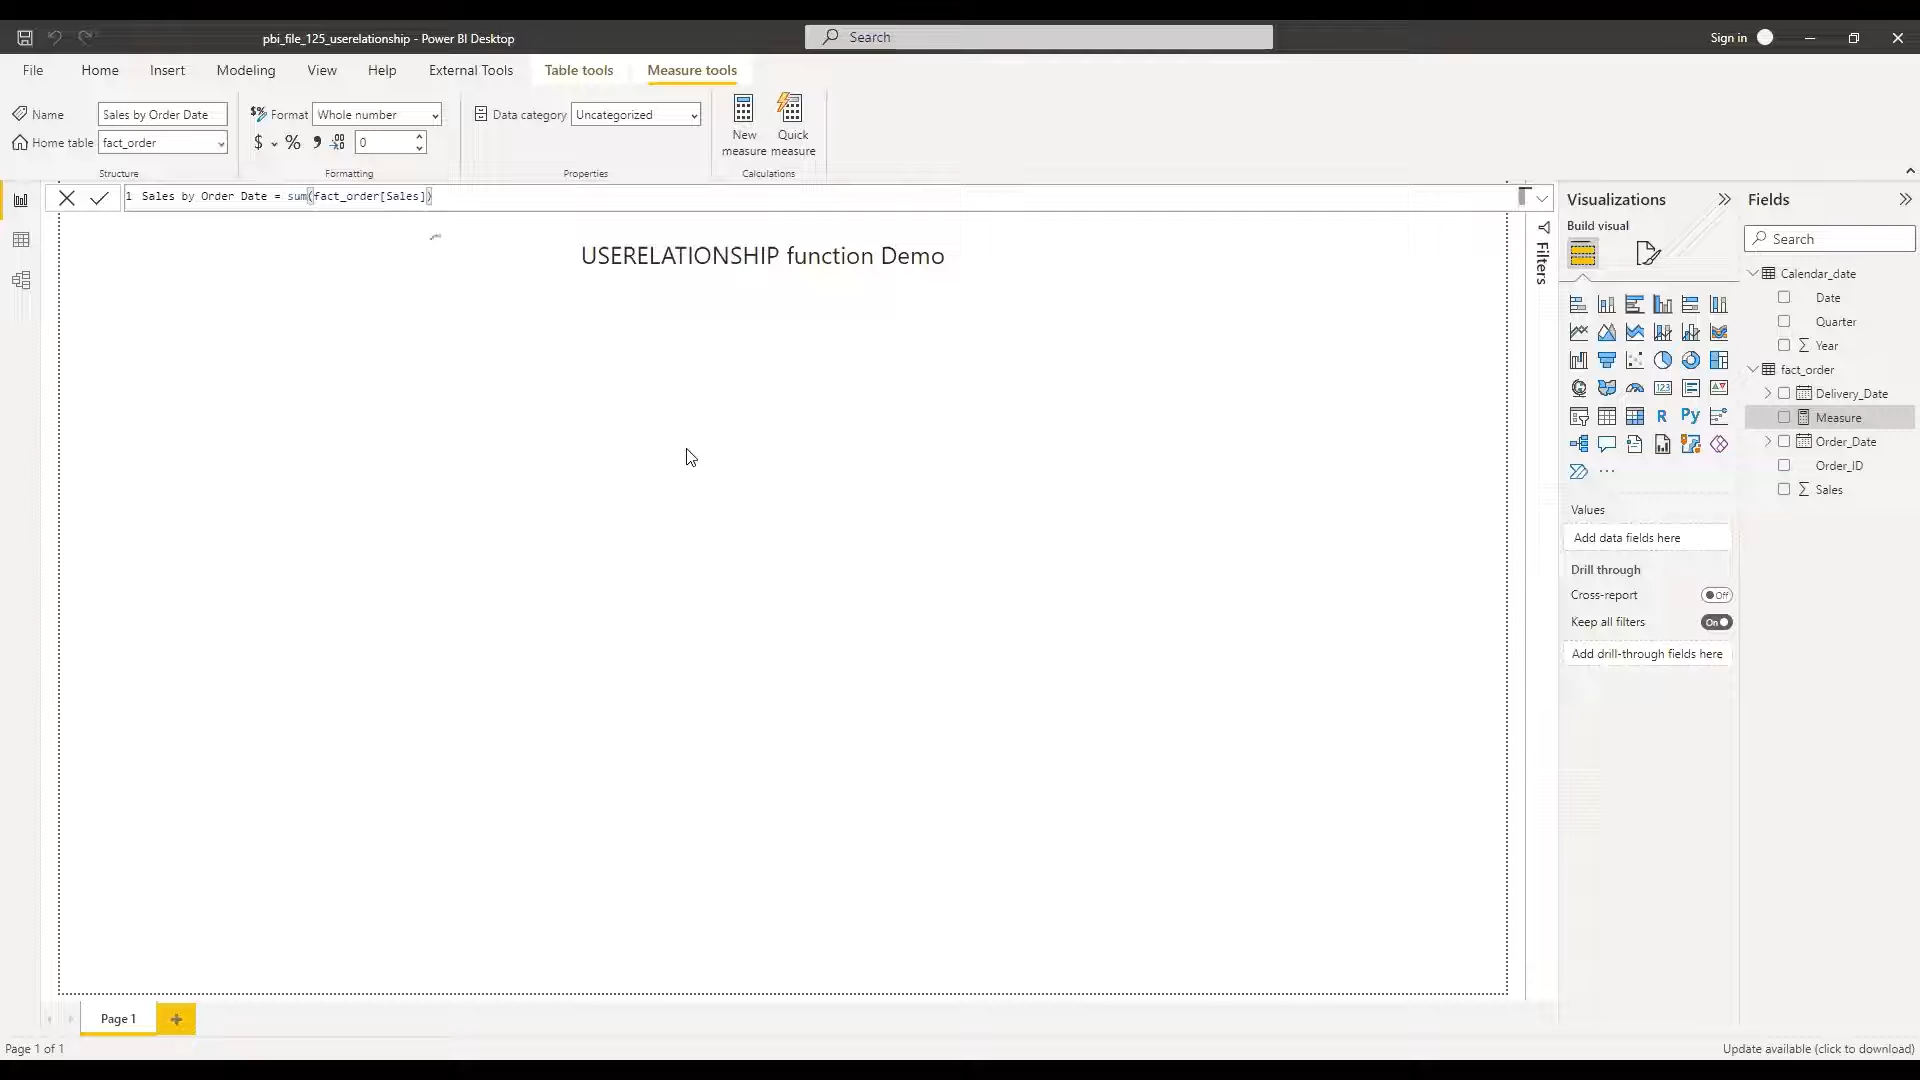 pbi_file_125_userelationship - Power BI Desktop
Search
Sign in
File Home Insert Modeling View Help External Tools Table tools Measure tools
Name Sales by Order Date
Home table fact_order
Structure
Format Whole number
$ % 0
Formatting
Data category Uncategorized
Properties
New measure
Quick measure
Calculations
1 Sales by Order Date = sum(fact_order[Sales])
USERELATIONSHIP function Demo
Filters
Visualizations
Build visual
R Py
123
...
Values
Add data fields here
Drill through
Cross-report Off
Keep all filters On
Add drill-through fields here
Fields
Search
Calendar_date
Date
Quarter
Year
fact_order
Delivery_Date
Measure
Order_Date
Order_ID
Sales
Page 1
Page 1 of 1
Update available (click to download)